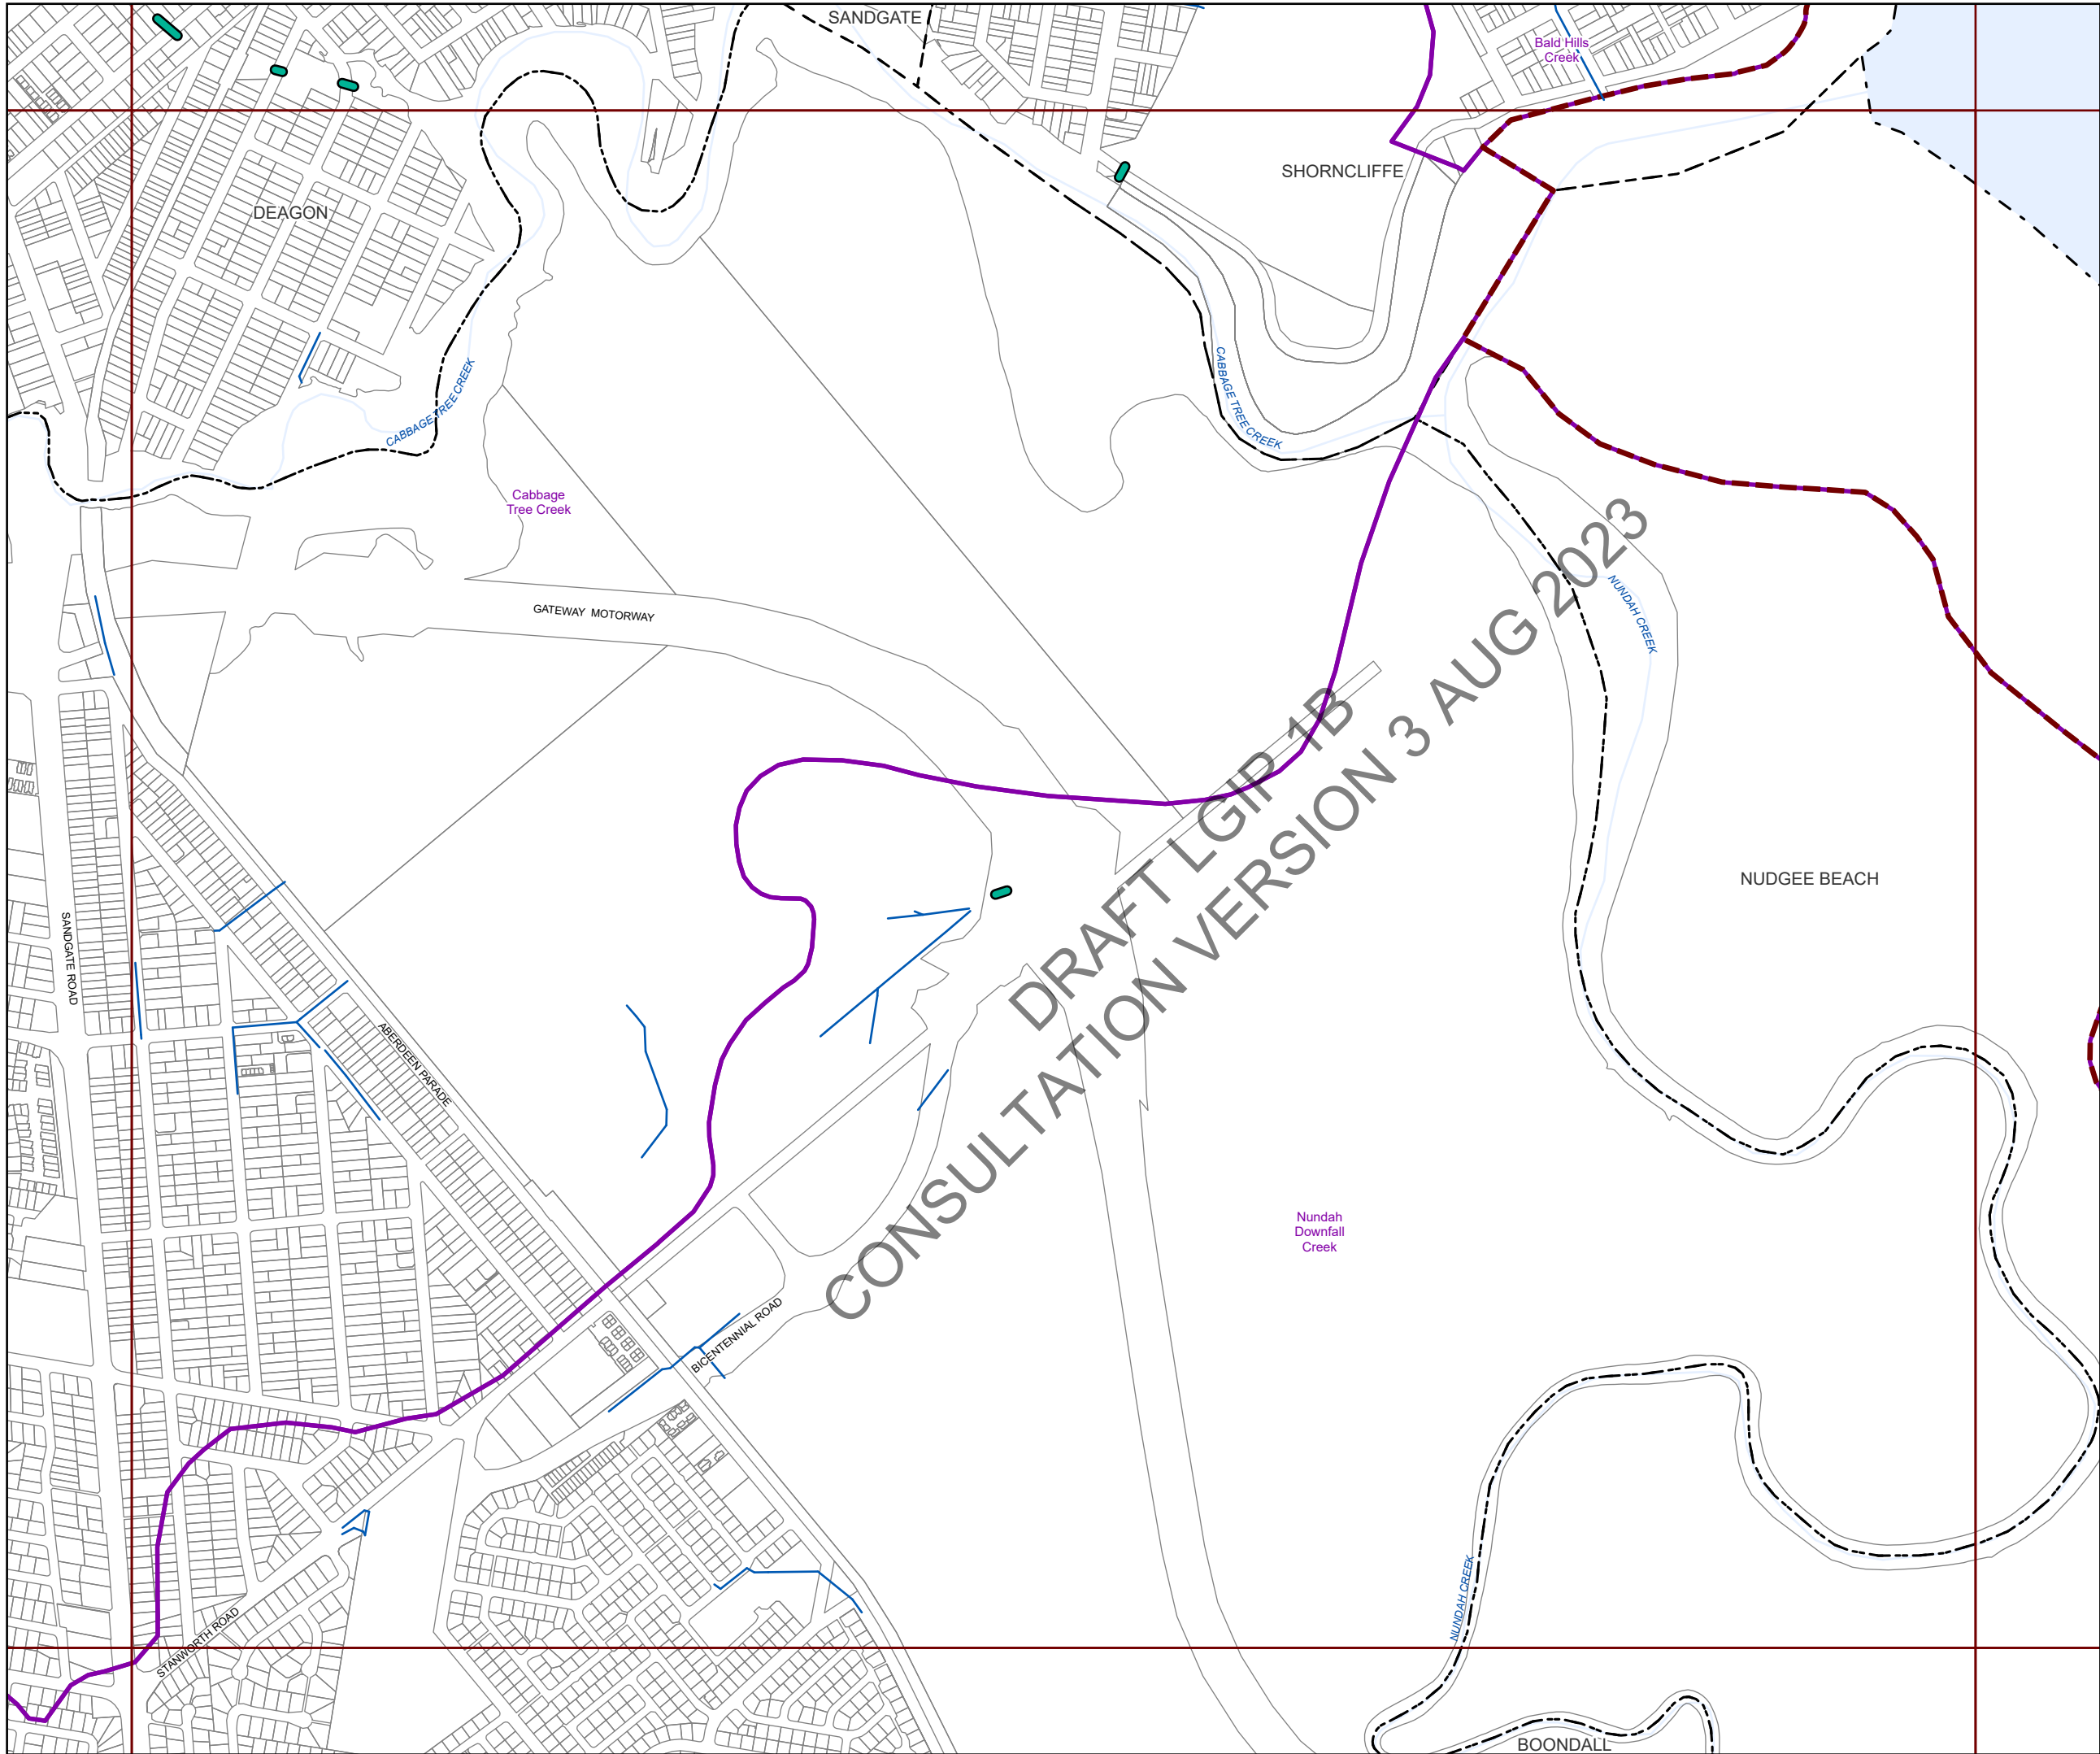 SANDGATE
Bald Hills
Creek
SHORNCLIFFE
DEAGON
CABBAGE TREE CREEK
CABBAGE TREE CREEK
Cabbage
Tree Creek
GATEWAY MOTORWAY
NUNDAH CREEK
NUDGEE BEACH
SANDGATE ROAD
ABERDEEN PARADE
DRAFT LGIP 1B
CONSULTATION VERSION 3 AUG 2023
Nundah
Downfall
Creek
BICENTENNIAL ROAD
STANWORTH ROAD
NUNDAH CREEK
BOONDALL